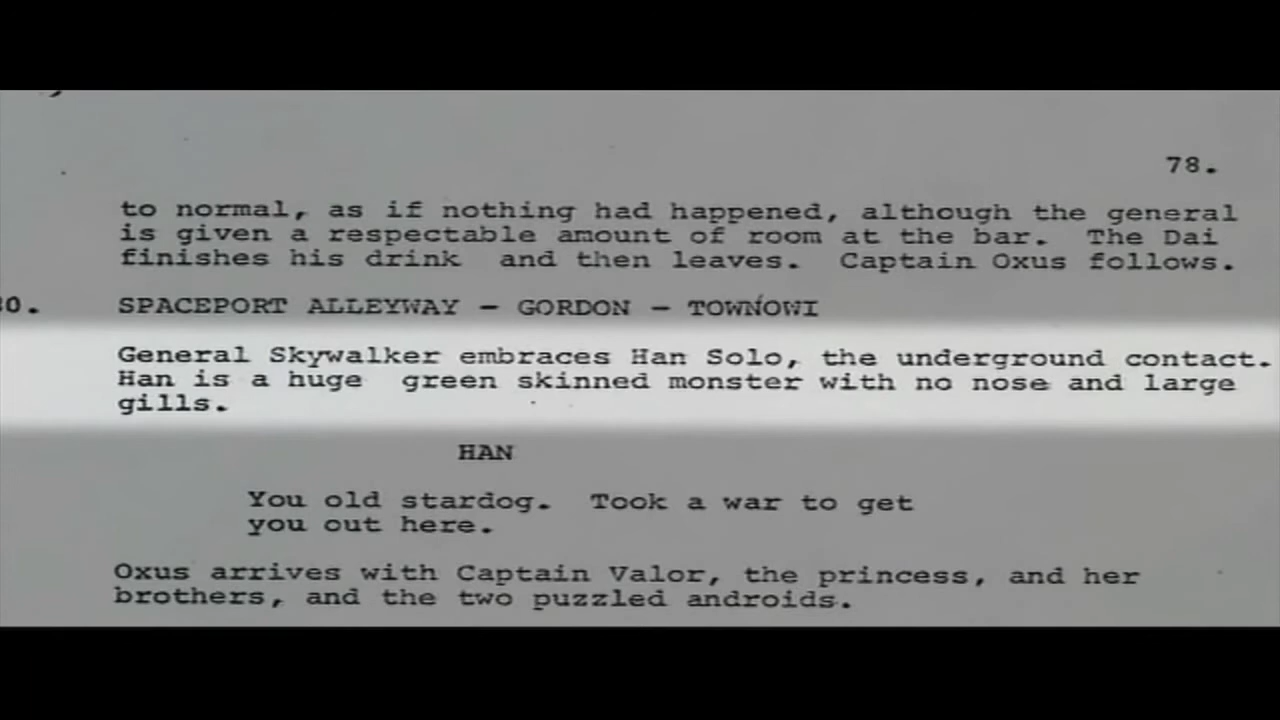 78.
to normal, as if nothing had happened, although the general
is given a respectable amount of room at the bar. The Dai
finishes his drink and then leaves. Captain Oxus follows.
0. SPACEPORT ALLEYWAY - GORDON - TOWNOWI
General Skywalker embraces Han Solo, the underground contact.
Han is a huge green skinned monster with no nose and large
gills.
HAN
You old stardog. Took a war to get
you out here.
Oxus arrives with Captain Valor, the princess, and her
brothers, and the two puzzled androids.